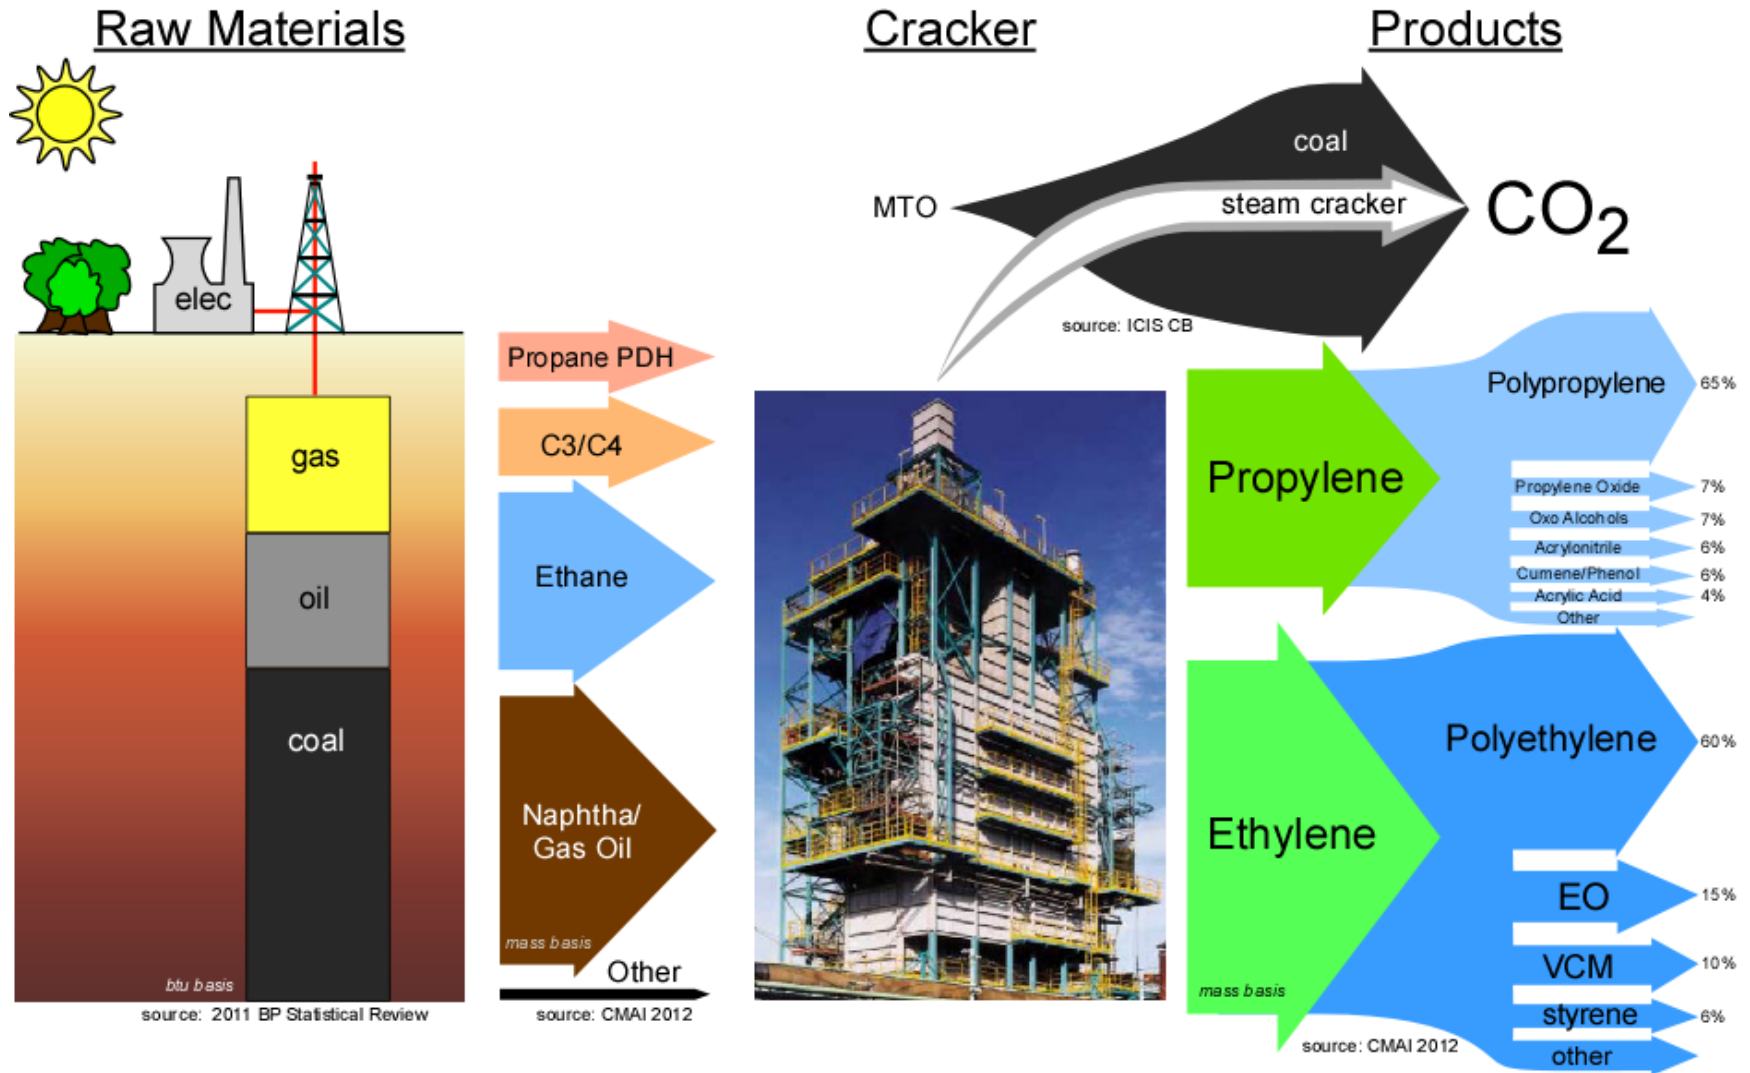 Raw Materials
Cracker
Products
elec
gas
oil
coal
btu basis
source: 2011 BP Statistical Review
Propane PDH
C3/C4
Ethane
Naphtha/
Gas Oil
mass basis
Other
source: CMAI 2012
MTO
coal
steam cracker
CO2
source: ICIS CB
Propylene
Polypropylene
65%
Propylene Oxide
7%
Oxo Alcohols
7%
Acrylonitrile
6%
Cumene/Phenol
6%
Acrylic Acid
4%
Other
Ethylene
mass basis
Polyethylene
60%
EO
15%
VCM
10%
styrene
6%
other
source: CMAI 2012